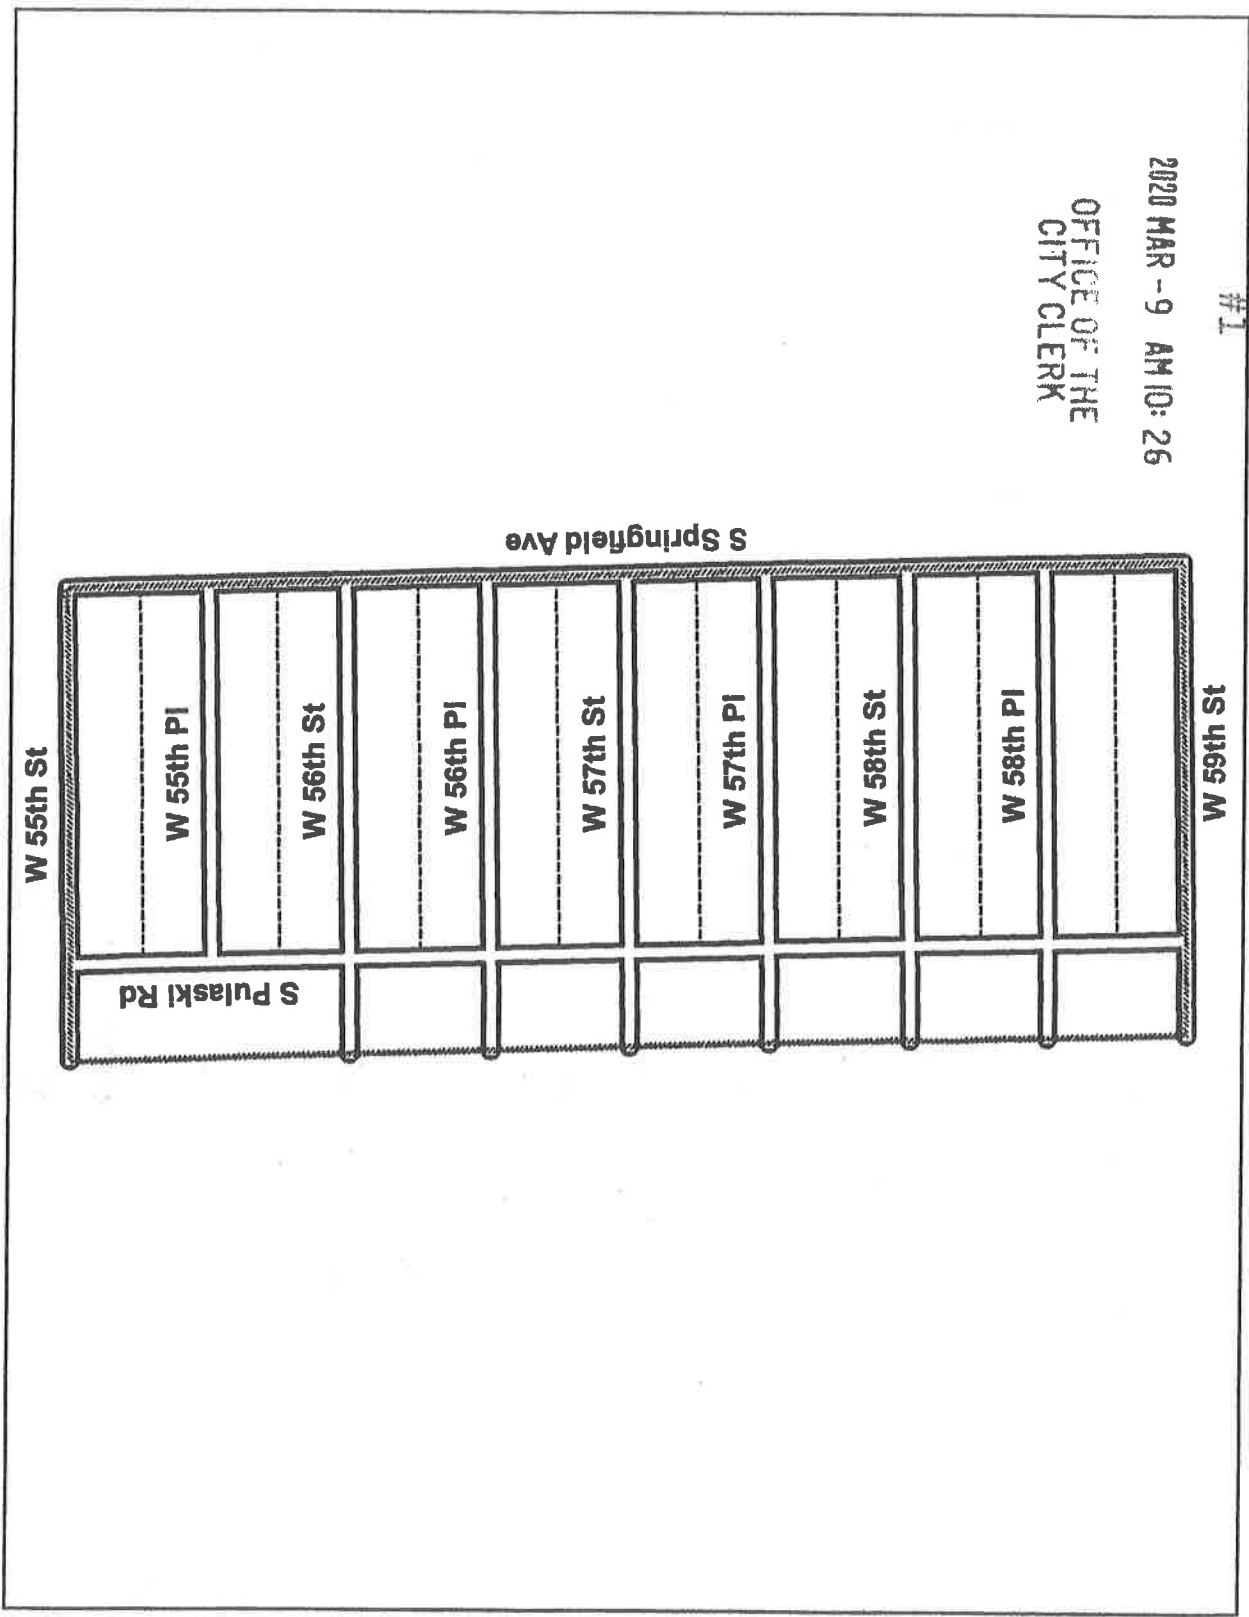 #1
2020 MAR -9 AM 10: 26
OFFICE OF THE
CITY CLERK
S Springfield Ave
W 55th St
W 55th Pl
W 56th St
W 56th Pl
W 57th St
W 57th Pl
W 58th St
W 58th Pl
W 59th St
S Pulaski Rd